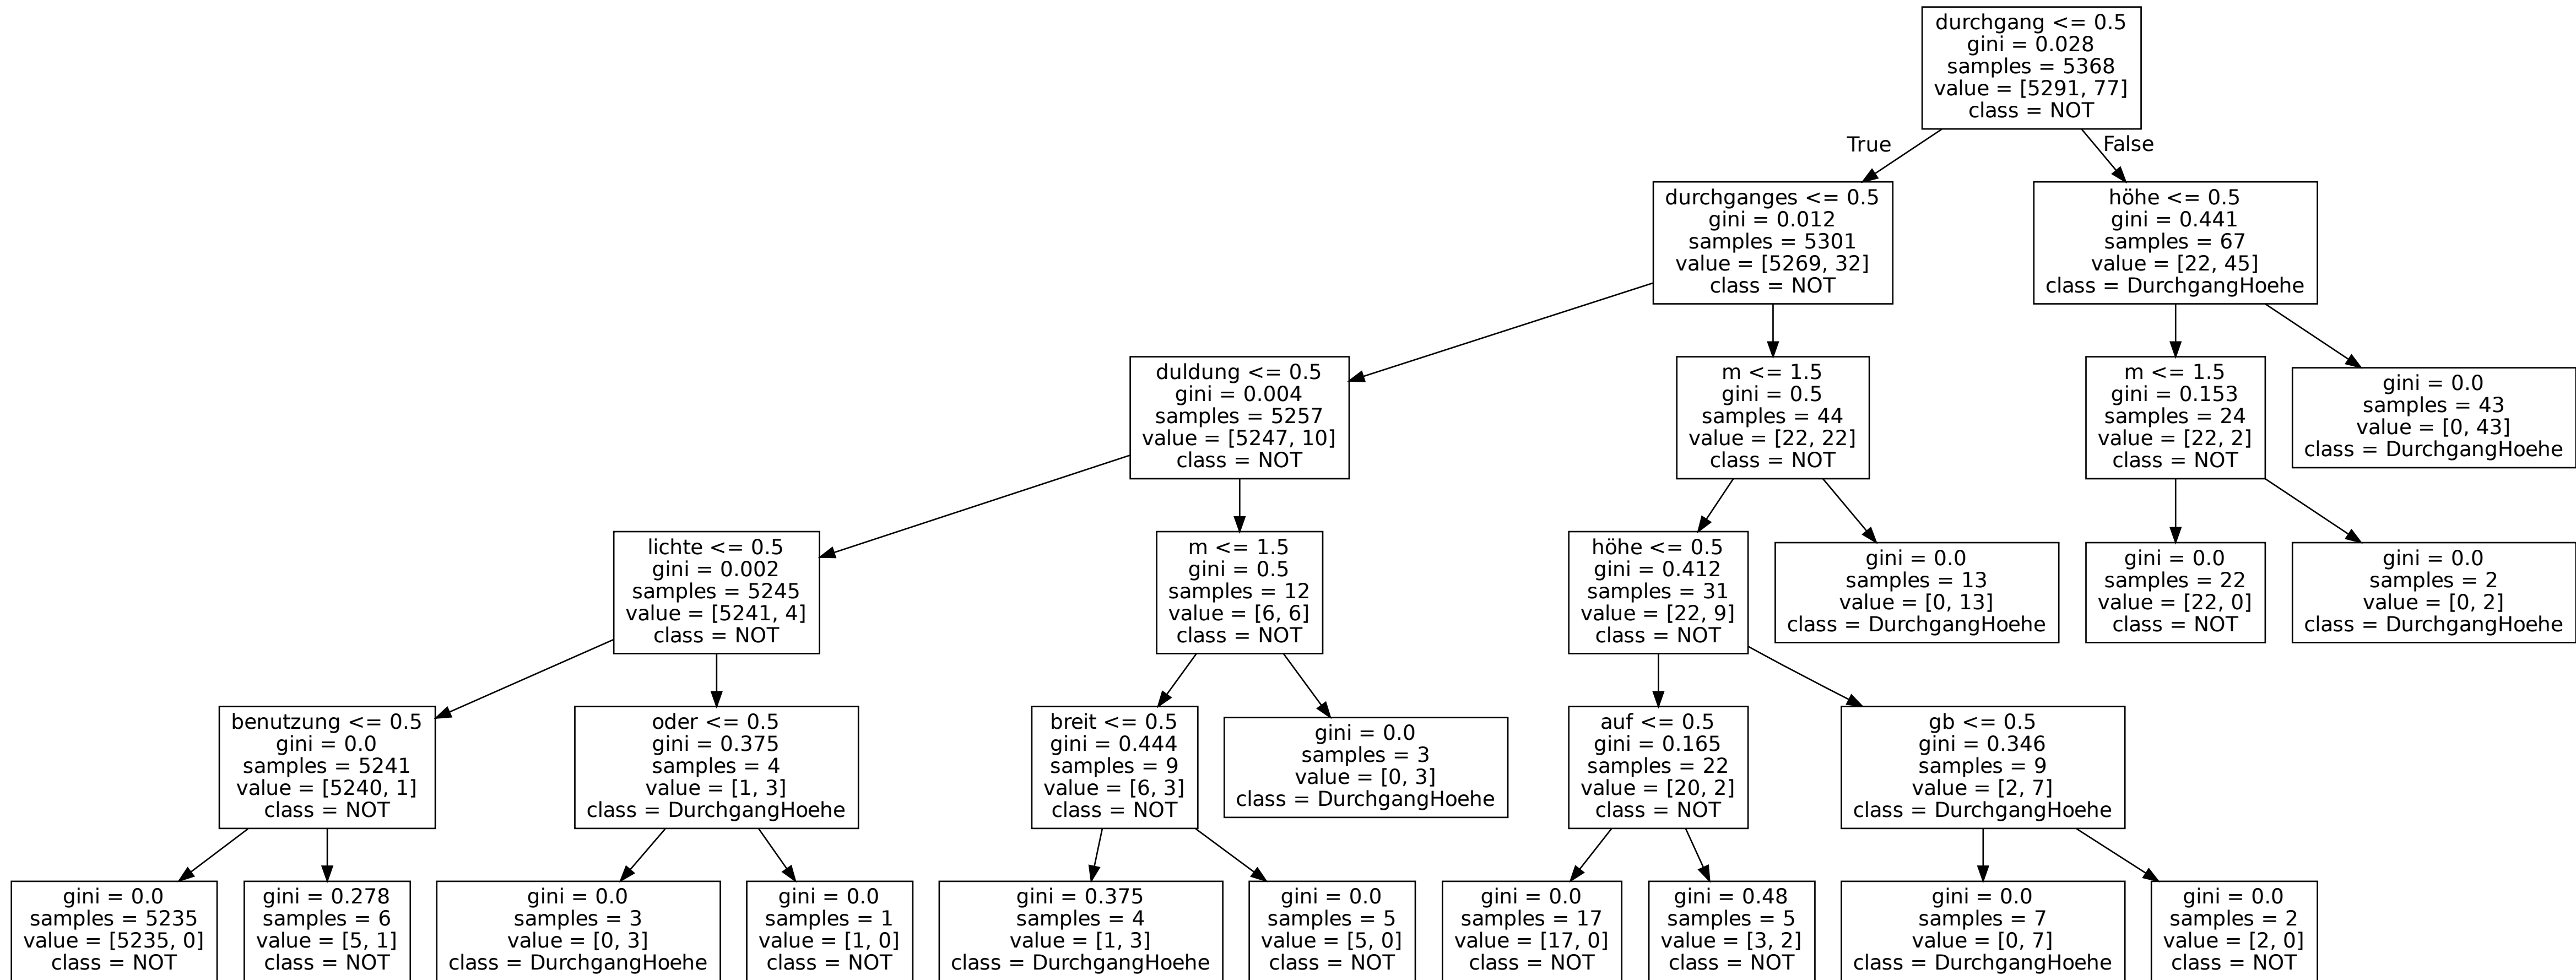 durchgang <= 0.5
gini = 0.028
samples = 5368
value = [5291, 77]
class = NOT
True
False
durchganges <= 0.5
gini = 0.012
samples = 5301
value = [5269, 32]
class = NOT
höhe <= 0.5
gini = 0.441
samples = 67
value = [22, 45]
class = DurchgangHoehe
duldung <= 0.5
gini = 0.004
samples = 5257
value = [5247, 10]
class = NOT
m <= 1.5
gini = 0.5
samples = 44
value = [22, 22]
class = NOT
m <= 1.5
gini = 0.153
samples = 24
value = [22, 2]
class = NOT
gini = 0.0
samples = 43
value = [0, 43]
class = DurchgangHoehe
lichte <= 0.5
gini = 0.002
samples = 5245
value = [5241, 4]
class = NOT
m <= 1.5
gini = 0.5
samples = 12
value = [6, 6]
class = NOT
höhe <= 0.5
gini = 0.412
samples = 31
value = [22, 9]
class = NOT
gini = 0.0
samples = 13
value = [0, 13]
class = DurchgangHoehe
gini = 0.0
samples = 22
value = [22, 0]
class = NOT
gini = 0.0
samples = 2
value = [0, 2]
class = DurchgangHoehe
benutzung <= 0.5
gini = 0.0
samples = 5241
value = [5240, 1]
class = NOT
oder <= 0.5
gini = 0.375
samples = 4
value = [1, 3]
class = DurchgangHoehe
breit <= 0.5
gini = 0.444
samples = 9
value = [6, 3]
class = NOT
gini = 0.0
samples = 3
value = [0, 3]
class = DurchgangHoehe
auf <= 0.5
gini = 0.165
samples = 22
value = [20, 2]
class = NOT
gb <= 0.5
gini = 0.346
samples = 9
value = [2, 7]
class = DurchgangHoehe
gini = 0.0
samples = 5235
value = [5235, 0]
class = NOT
gini = 0.278
samples = 6
value = [5, 1]
class = NOT
gini = 0.0
samples = 3
value = [0, 3]
class = DurchgangHoehe
gini = 0.0
samples = 1
value = [1, 0]
class = NOT
gini = 0.375
samples = 4
value = [1, 3]
class = DurchgangHoehe
gini = 0.0
samples = 5
value = [5, 0]
class = NOT
gini = 0.0
samples = 17
value = [17, 0]
class = NOT
gini = 0.48
samples = 5
value = [3, 2]
class = NOT
gini = 0.0
samples = 7
value = [0, 7]
class = DurchgangHoehe
gini = 0.0
samples = 2
value = [2, 0]
class = NOT